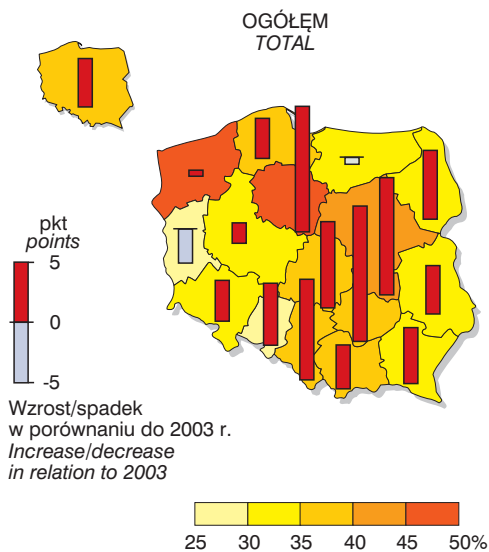 OGÓŁĘM
TOTAL
pkt
points
5
0
-5
Wzrost/spadek
w porównaniu do 2003 r.
Increase/decrease
in relation to 2003
25 30 35 40 45 50%